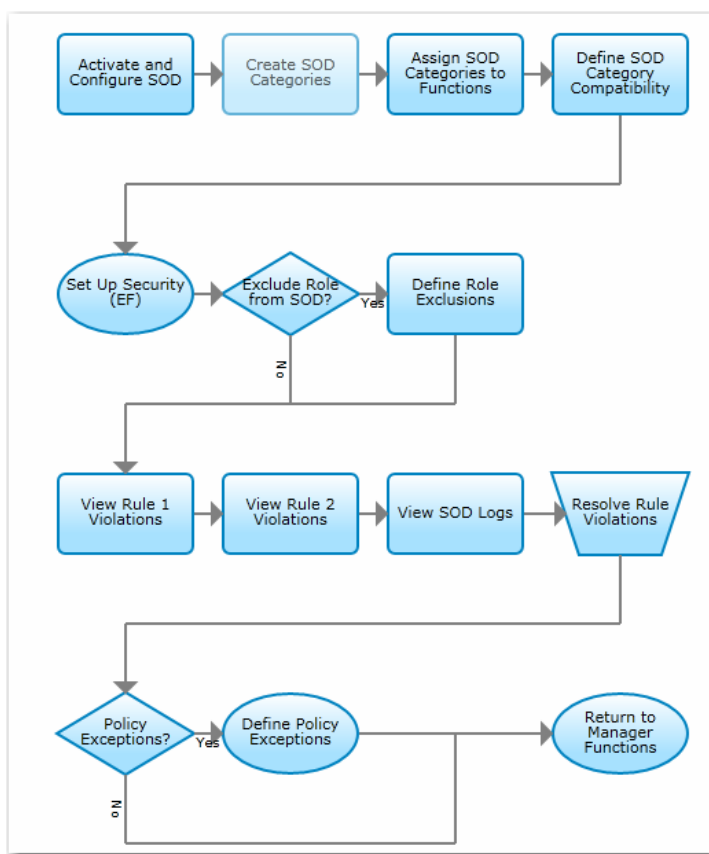 Activate and
Configure SOD
Create SOD
Categories
Assign SOD
Categories to
Functions
Define SOD
Category
Compatibility
Set Up Security
(EF)
Exclude Role
from SOD?
Yes
Define Role
Exclusions
No
View Rule 1
Violations
View Rule 2
Violations
View SOD Logs
Resolve Rule
Violations
Policy
Exceptions?
Yes
Define Policy
Exceptions
Return to
Manager
Functions
No